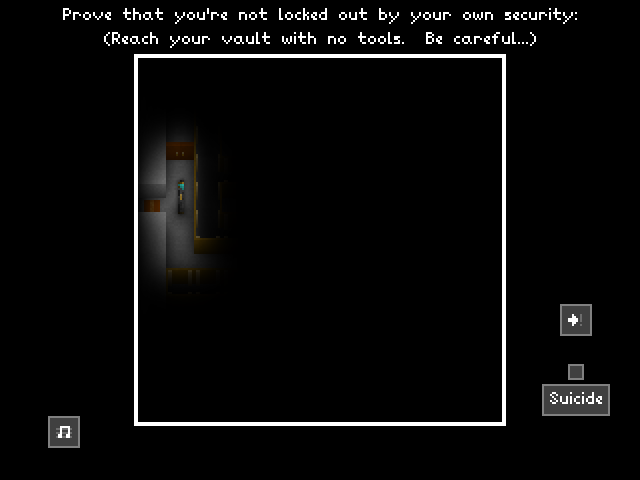 Prove that you're not locked out by your own security:
(Reach your vault with no tools.  Be careful...)
Suicide